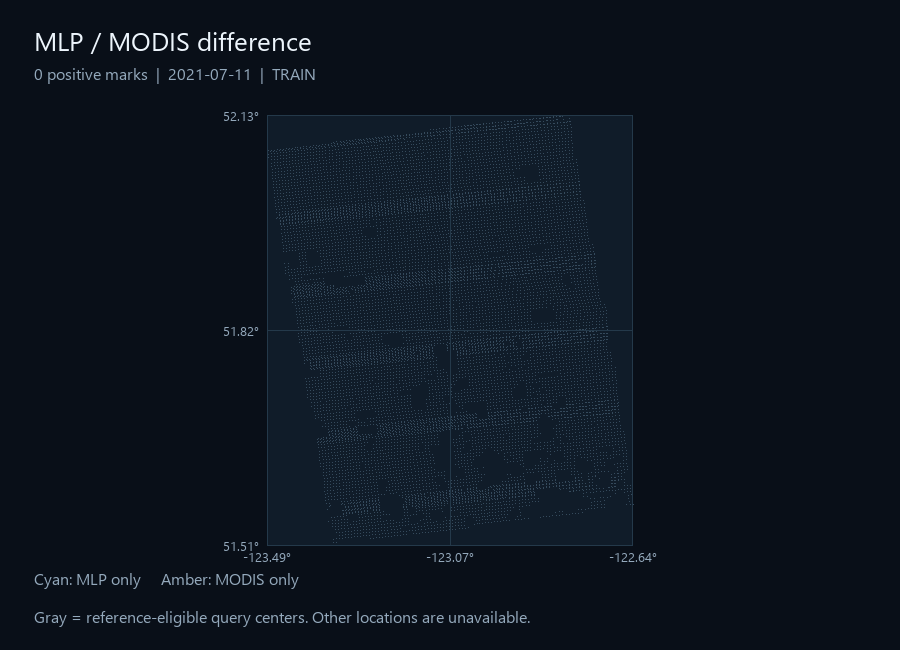 MLP / MODIS difference
0 positive marks | 2021-07-11 | TRAIN
52.13°
51.82°
51.51°
-123.49° -123.07° -122.64°
Cyan: MLP only Amber: MODIS only
Gray = reference-eligible query centers. Other locations are unavailable.